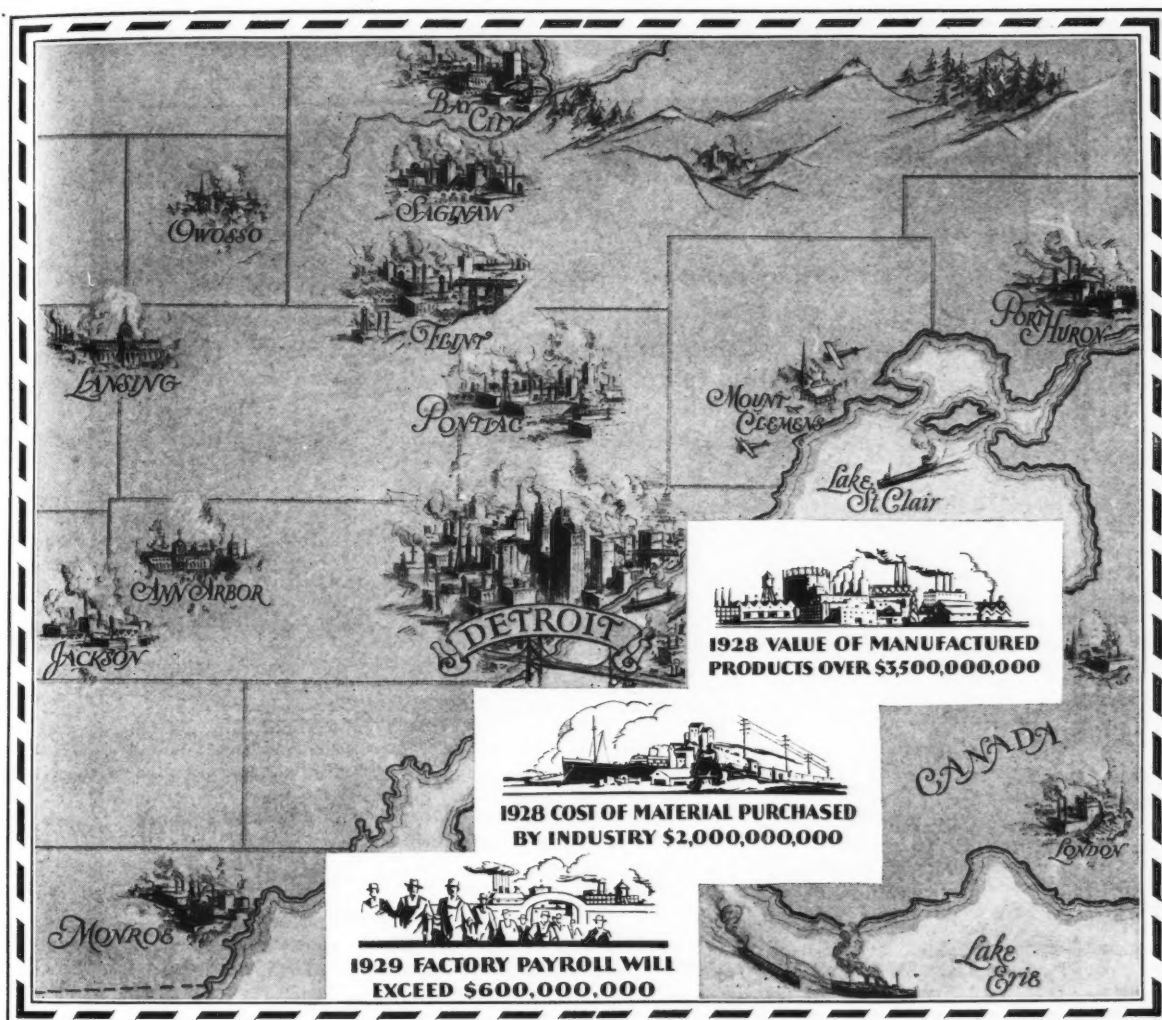 BAY
CITY
SAGINAW
OWOSSO
FLINT
PORT
HURON
LANSING
PONTIAC
MOUNT
CLEMENS
Lake
St. Clair
ANN ARBOR
DETROIT
JACKSON
1928 VALUE OF MANUFACTURED
PRODUCTS OVER $3,500,000,000
CANADA
1928 COST OF MATERIAL PURCHASED
BY INDUSTRY $2,000,000,000
LONDON
MONROE
1929 FACTORY PAYROLL WILL
EXCEED $600,000,000
Lake
Erie